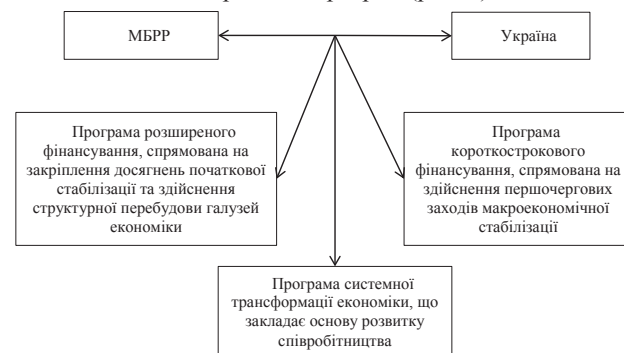 МБРР
Україна
Програма розширеного
фінансування, спрямована на
закріплення досягнень початкової
стабілізації та здійснення
структурної перебудови галузей
економіки
Програма
короткострокового
фінансування, спрямована на
здійснення першочергових
заходів макроекономічної
стабілізації
Програма системної
трансформації економіки, що
закладає основу розвитку
співробітництва